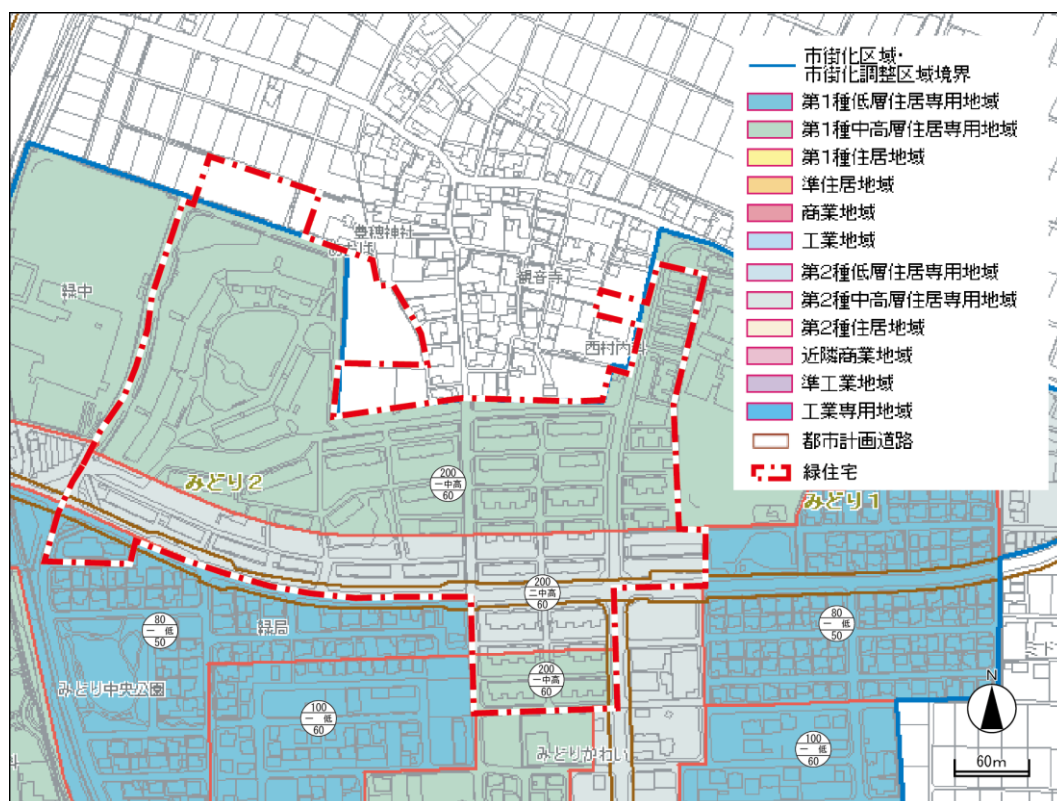 市街化区域・
市街化調整区域境界
第1種低層住居専用地域
第1種中高層住居専用地域
第1種住居地域
準住居地域
商業地域
工業地域
第2種低層住居専用地域
第2種中高層住居専用地域
第2種住居地域
近隣商業地域
準工業地域
工業専用地域
都市計画道路
緑住宅
豊穂神社
観音寺
緑中
西村内科
みどり2
200
一中高
60
みどり1
200
二中高
60
80
一低
50
緑局
80
一低
50
みどり中央公園
200
一中高
60
100
一低
60
みどりかわい
100
一低
60
N
60m